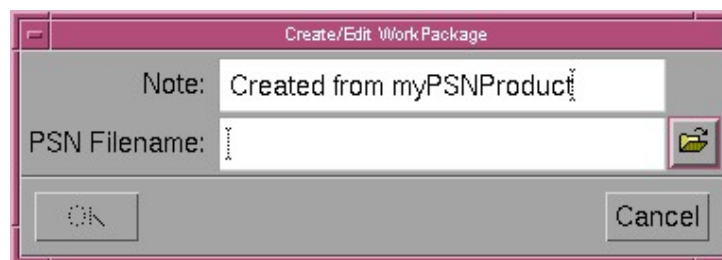 Create/Edit WorkPackage
Note: Created from myPSNProduct
PSN Filename:
OK Cancel